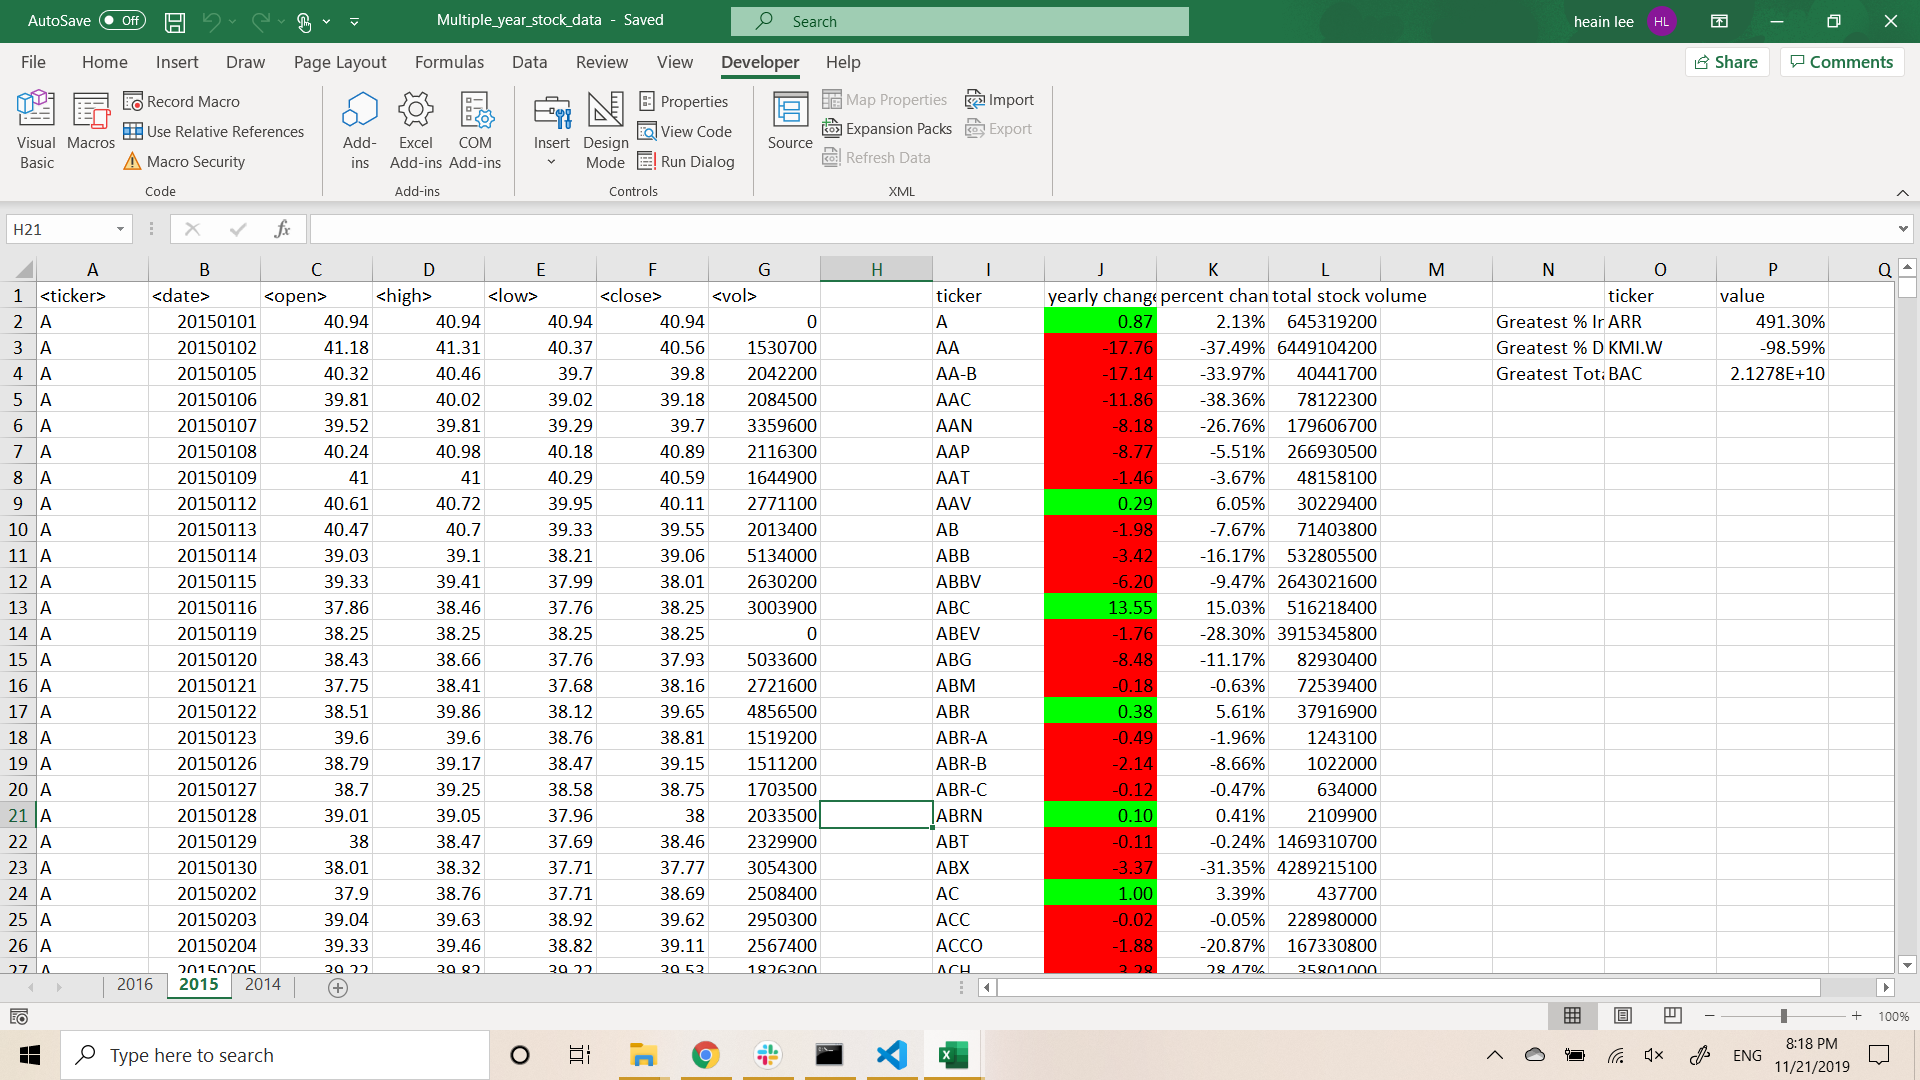 AutoSave Off Multiple_year_stock_data - Saved Search heain lee HL
File Home Insert Draw Page Layout Formulas Data Review View Developer Help Share Comments
Visual Basic
Macros
Record Macro
Use Relative References
Macro Security
Code
Add-ins
Excel Add-ins
COM Add-ins
Add-ins
Insert
Design Mode
Properties
View Code
Run Dialog
Controls
Source
Map Properties
Expansion Packs
Refresh Data
Import
Export
XML
H21 fx
A B C D E F G H I J K L M N O P Q
1 <ticker> <date> <open> <high> <low> <close> <vol> ticker yearly change percent chan total stock volume ticker value
2 A 20150101 40.94 40.94 40.94 40.94 0 A 0.87 2.13% 645319200 Greatest % In ARR 491.30%
3 A 20150102 41.18 41.31 40.37 40.56 1530700 AA -17.76 -37.49% 6449104200 Greatest % D KMI.W -98.59%
4 A 20150105 40.32 40.46 39.7 39.8 2042200 AA-B -17.14 -33.97% 40441700 Greatest Tota BAC 2.1278E+10
5 A 20150106 39.81 40.02 39.02 39.18 2084500 AAC -11.86 -38.36% 78122300
6 A 20150107 39.52 39.81 39.29 39.7 3359600 AAN -8.18 -26.76% 179606700
7 A 20150108 40.24 40.98 40.18 40.89 2116300 AAP -8.77 -5.51% 266930500
8 A 20150109 41 41 40.29 40.59 1644900 AAT -1.46 -3.67% 48158100
9 A 20150112 40.61 40.72 39.95 40.11 2771100 AAV 0.29 6.05% 30229400
10 A 20150113 40.47 40.7 39.33 39.55 2013400 AB -1.98 -7.67% 71403800
11 A 20150114 39.03 39.1 38.21 39.06 5134000 ABB -3.42 -16.17% 532805500
12 A 20150115 39.33 39.41 37.99 38.01 2630200 ABBV -6.20 -9.47% 2643021600
13 A 20150116 37.86 38.46 37.76 38.25 3003900 ABC 13.55 15.03% 516218400
14 A 20150119 38.25 38.25 38.25 38.25 0 ABEV -1.76 -28.30% 3915345800
15 A 20150120 38.43 38.66 37.76 37.93 5033600 ABG -8.48 -11.17% 82930400
16 A 20150121 37.75 38.41 37.68 38.16 2721600 ABM -0.18 -0.63% 72539400
17 A 20150122 38.51 39.86 38.12 39.65 4856500 ABR 0.38 5.61% 37916900
18 A 20150123 39.6 39.6 38.76 38.81 1519200 ABR-A -0.49 -1.96% 1243100
19 A 20150126 38.79 39.17 38.47 39.15 1511200 ABR-B -2.14 -8.66% 1022000
20 A 20150127 38.7 39.25 38.58 38.75 1703500 ABR-C -0.12 -0.47% 634000
21 A 20150128 39.01 39.05 37.96 38 2033500 ABRN 0.10 0.41% 2109900
22 A 20150129 38 38.47 37.69 38.46 2329900 ABT -0.11 -0.24% 1469310700
23 A 20150130 38.01 38.32 37.71 37.77 3054300 ABX -3.37 -31.35% 4289215100
24 A 20150202 37.9 38.76 37.71 38.69 2508400 AC 1.00 3.39% 437700
25 A 20150203 39.04 39.63 38.92 39.62 2950300 ACC -0.02 -0.05% 228980000
26 A 20150204 39.33 39.46 38.82 39.11 2567400 ACCO -1.88 -20.87% 167330800
27 A 20150205 39.22 39.82 39.22 39.53 1826300 ACH 35801000
2016 2015 2014
100%
Type here to search ENG 8:18 PM
11/21/2019